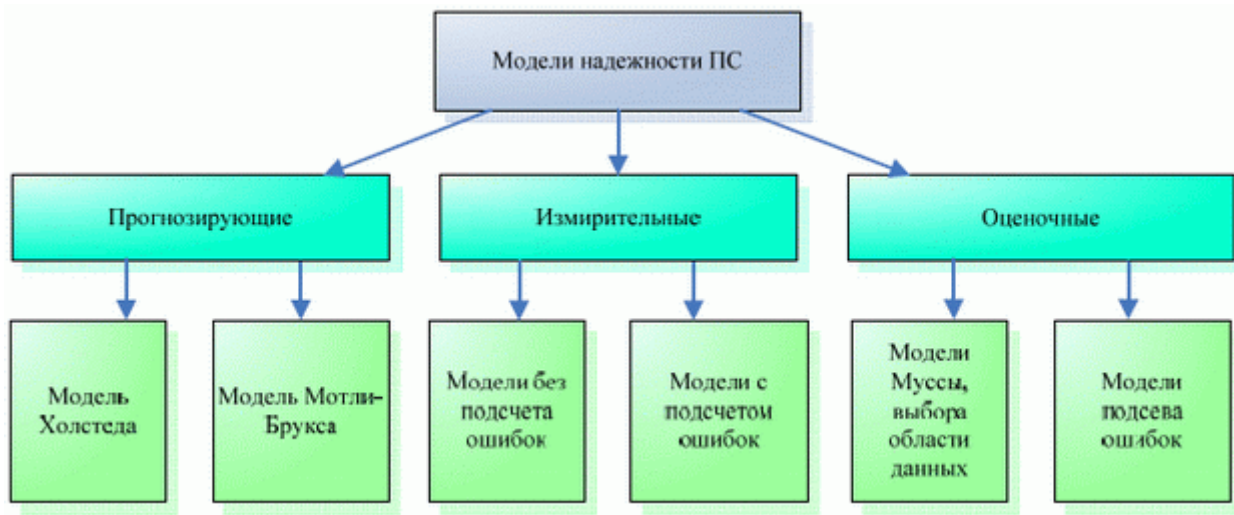 Модели надежности ПС
Прогнозирующие
Измирительные
Оценочные
Модель
Холстеда
Модель Мотли-
Брукса
Модели без
подсчета
ошибок
Модели с
подсчетом
ошибок
Модели
Муссы,
выбора
области
данных
Модели
подсева
ошибок